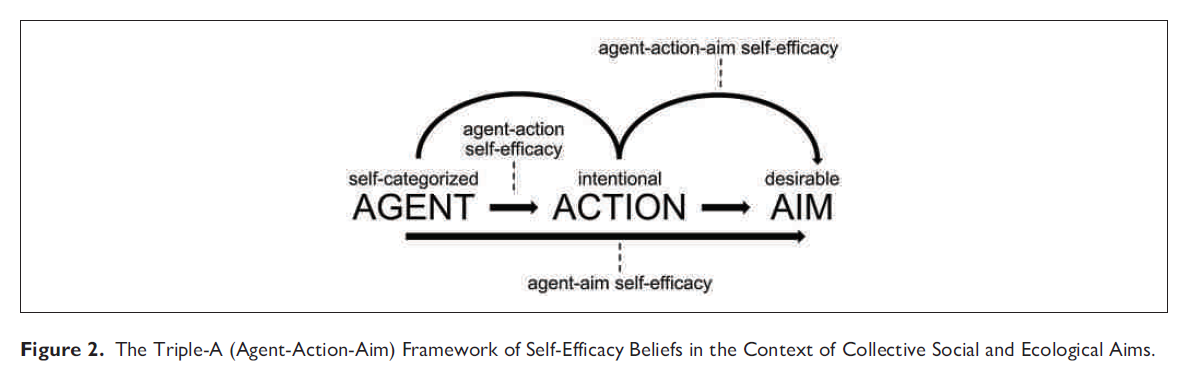 agent-action-aim self-efficacy
agent-action
self-efficacy
self-categorized
intentional
desirable
AGENT
ACTION
AIM
agent-aim self-efficacy
Figure 2. The Triple-A (Agent-Action-Aim) Framework of Self-Efficacy Beliefs in the Context of Collective Social and Ecological Aims.